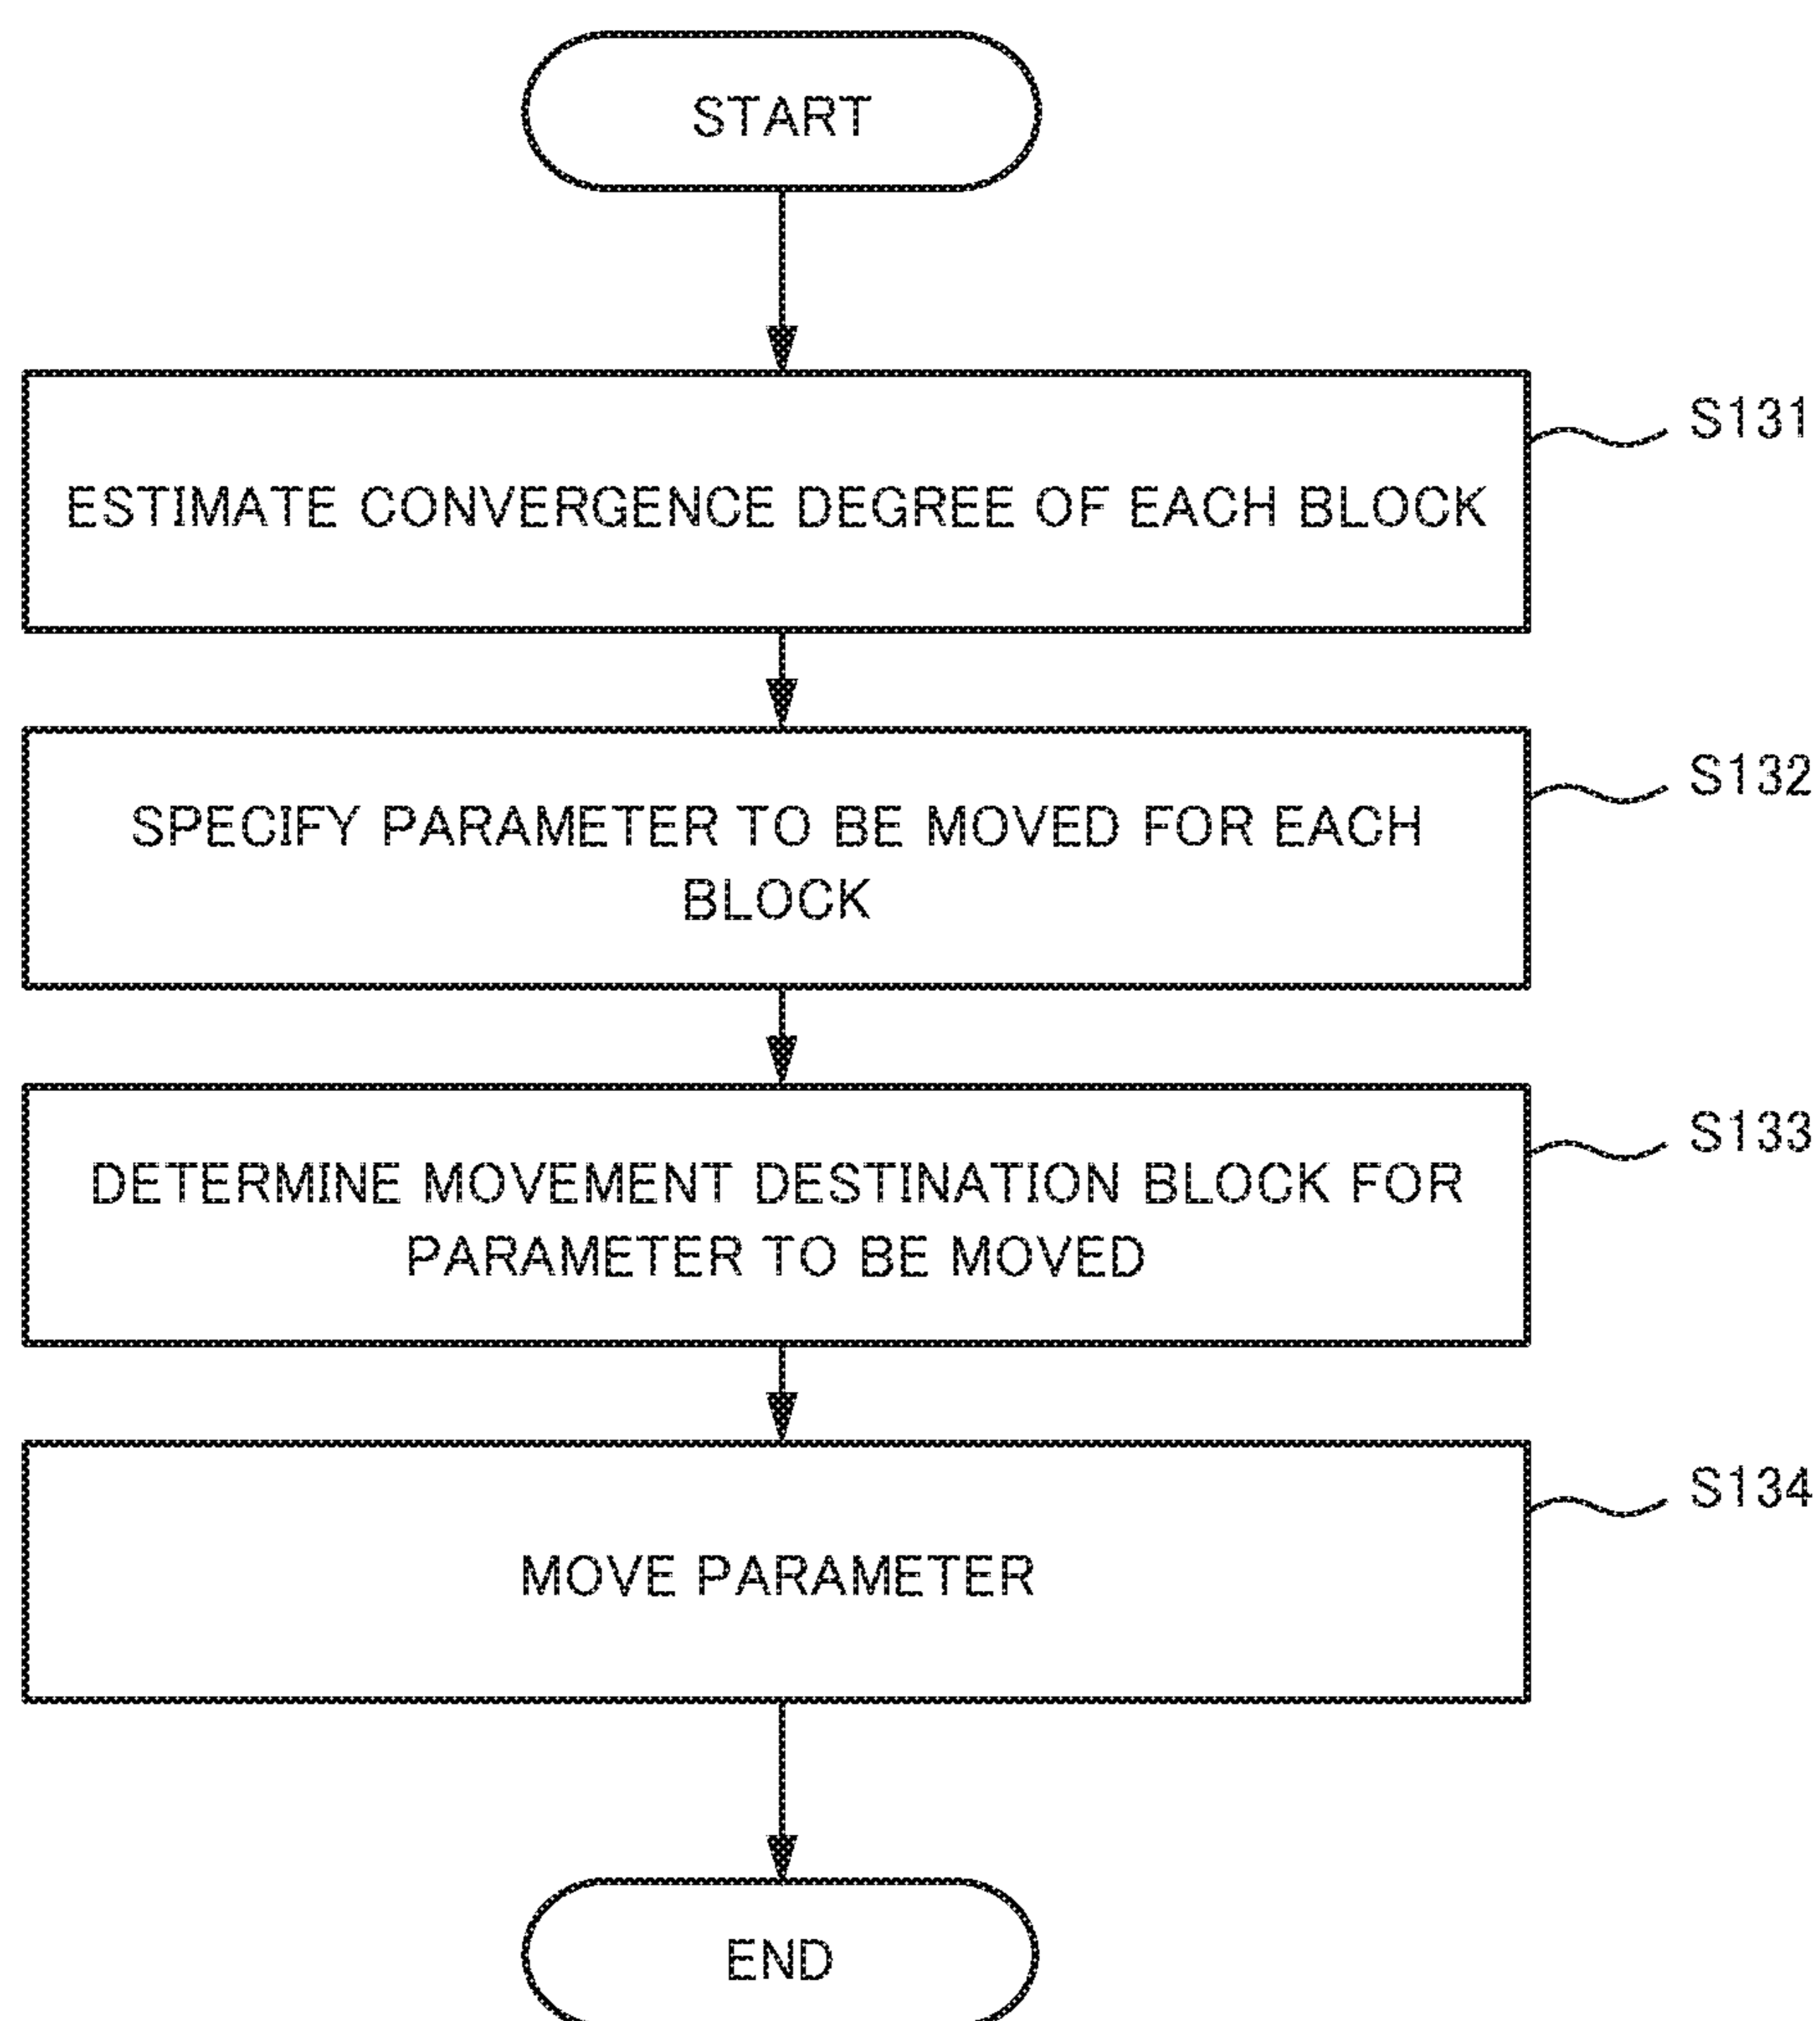 START
S131
ESTIMATE CONVERGENCE DEGREE OF EACH BLOCK
S132
SPECIFY PARAMETER TO BE MOVED FOR EACH
BLOCK
S133
DETERMINE MOVEMENT DESTINATION BLOCK FOR
PARAMETER TO BE MOVED
S134
MOVE PARAMETER
END